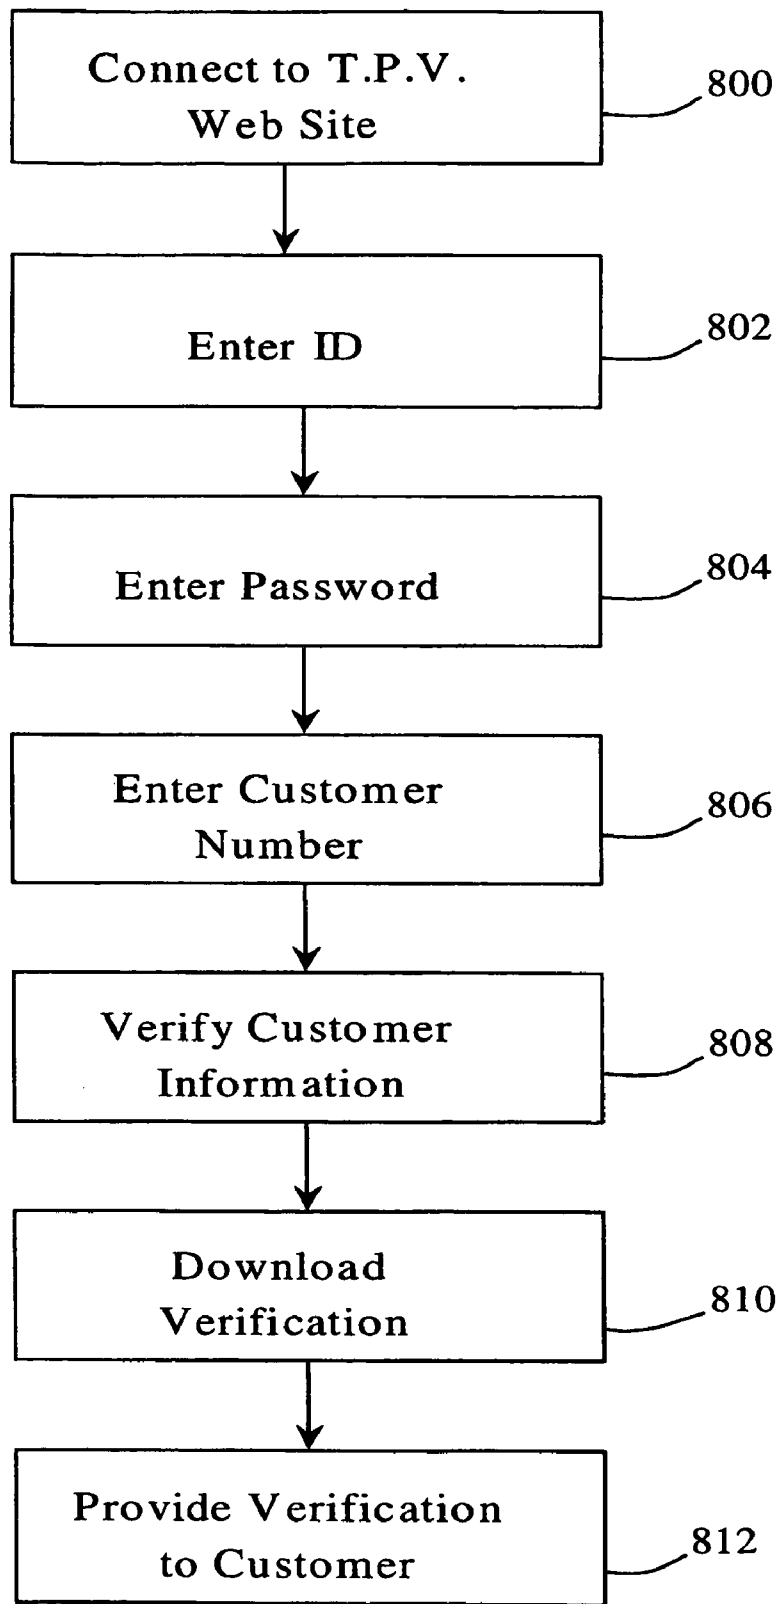 Connect to T.P.V.
Web Site
800
Enter ID
802
Enter Password
804
Enter Customer
Number
806
Verify Customer
Information
808
Download
Verification
810
Provide Verification
to Customer
812